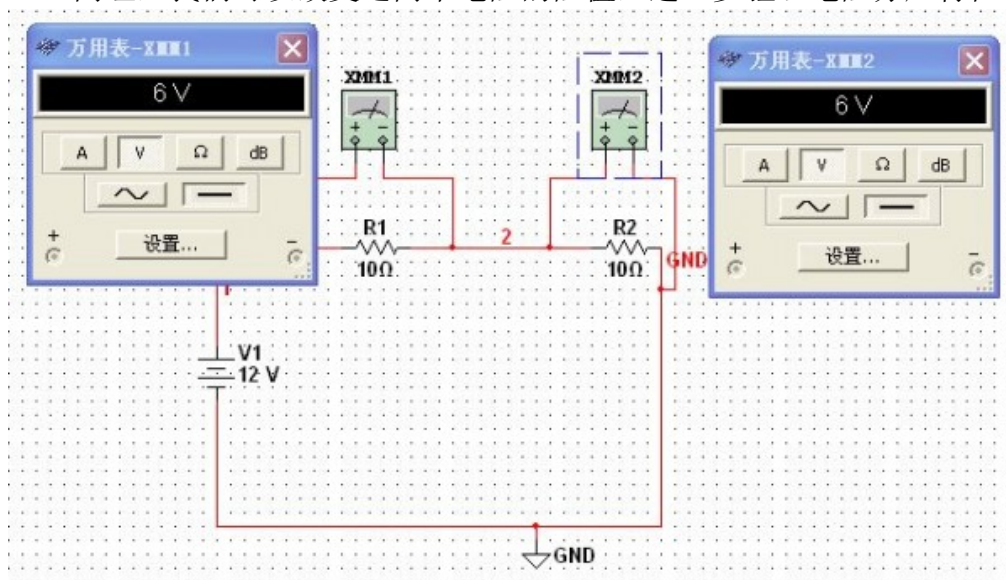 万用表-XMM1
6 V
A V Ω dB
+ 设置... -
XMM1
+ -
XMM2
+ -
万用表-XMM2
6 V
A V Ω dB
+ 设置... -
R1
10Ω
2
R2
10Ω
GND
V1
12 V
GND